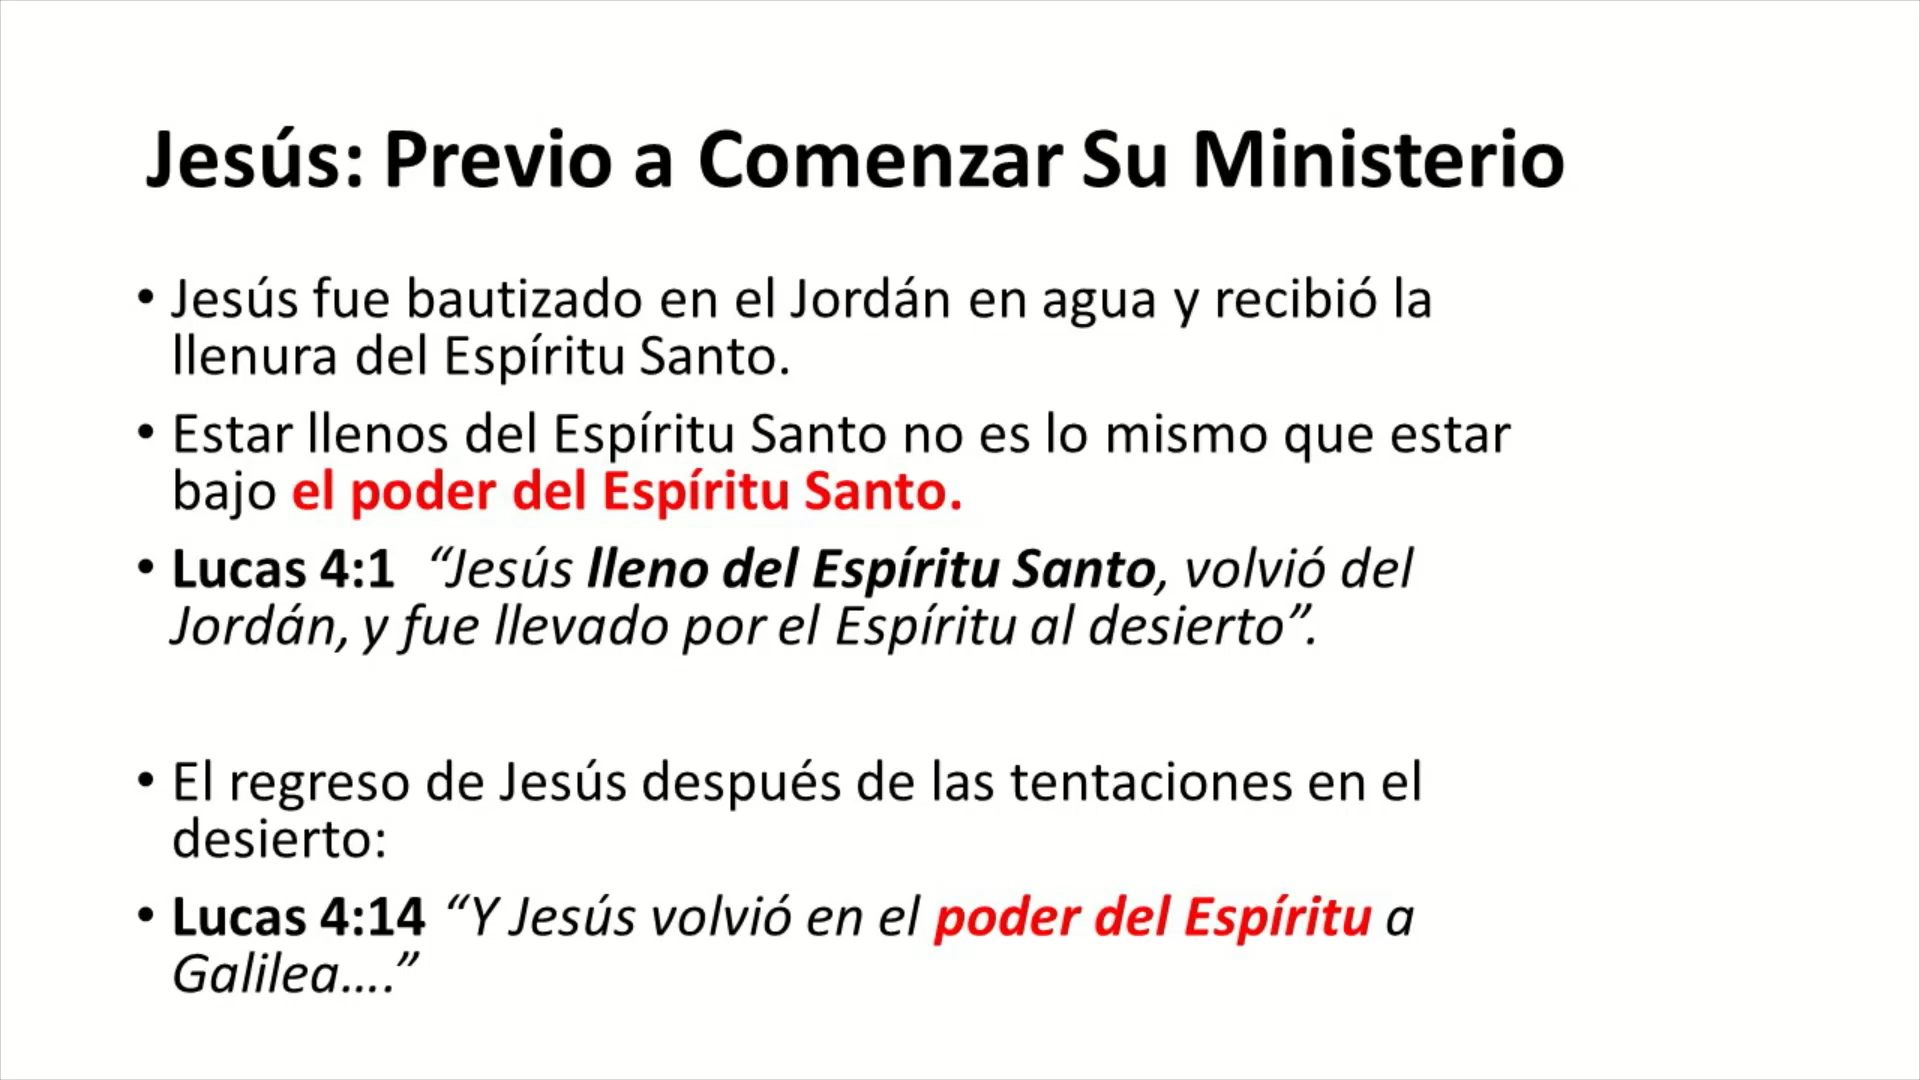 Jesús: Previo a Comenzar Su Ministerio
• Jesús fue bautizado en el Jordán en agua y recibió la
llenura del Espíritu Santo.
• Estar llenos del Espíritu Santo no es lo mismo que estar
bajo el poder del Espíritu Santo.
• Lucas 4:1 “Jesús lleno del Espíritu Santo, volvió del
Jordán, y fue llevado por el Espíritu al desierto”.
• El regreso de Jesús después de las tentaciones en el
desierto:
• Lucas 4:14 “Y Jesús volvió en el poder del Espíritu a
Galilea….”